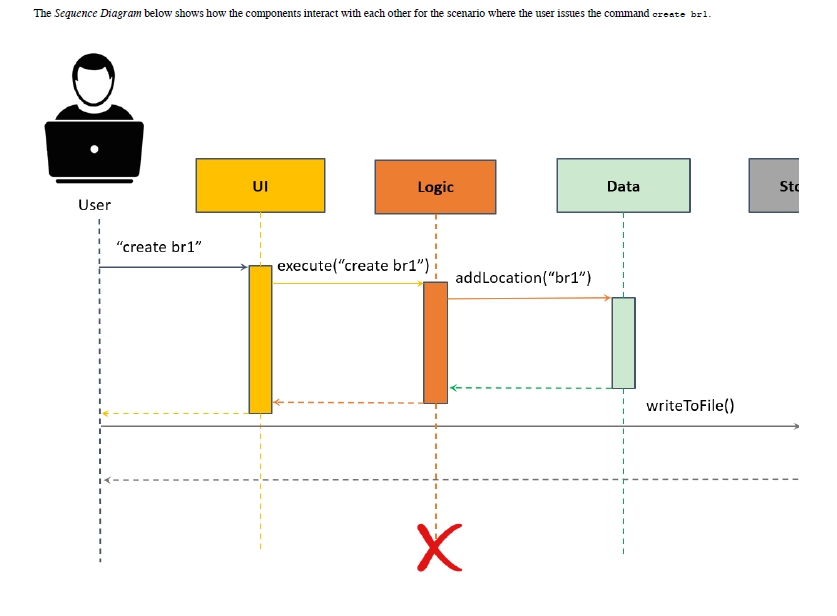 The Sequence Diagram below shows how the components interact with each other for the scenario where the user issues the command create br1.
UI
Logic
Data
Sto
User
"create br1"
execute("create br1")
addLocation("br1")
writeToFile()